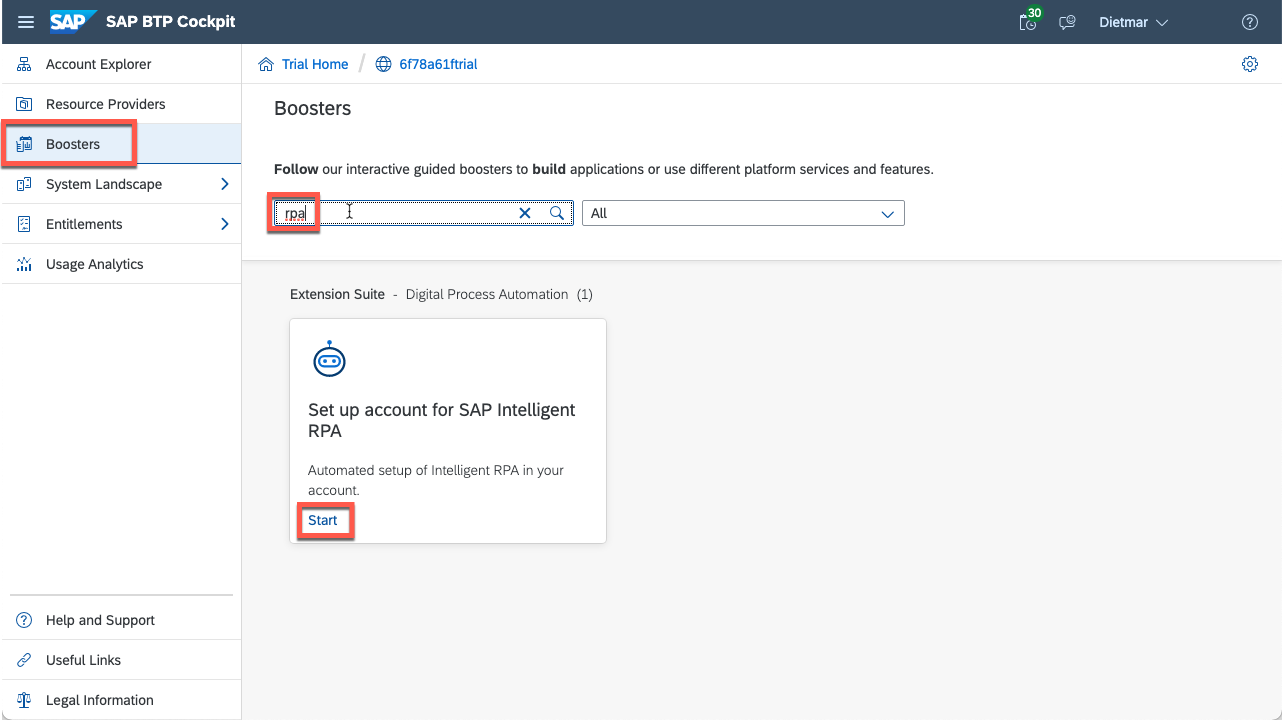 SAP SAP BTP Cockpit 30 Dietmar
Account Explorer
Resource Providers
Boosters
System Landscape
Entitlements
Usage Analytics
Help and Support
Useful Links
Legal Information
Trial Home / 6f78a61ftrial
Boosters
Follow our interactive guided boosters to build applications or use different platform services and features.
rpa All
Extension Suite - Digital Process Automation (1)
Set up account for SAP Intelligent
RPA
Automated setup of Intelligent RPA in your
account.
Start